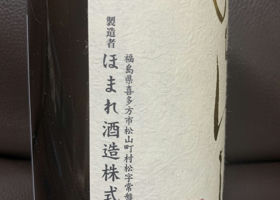 福島県喜多方市松山町村松字常盤
製造者
ほまれ酒造株式